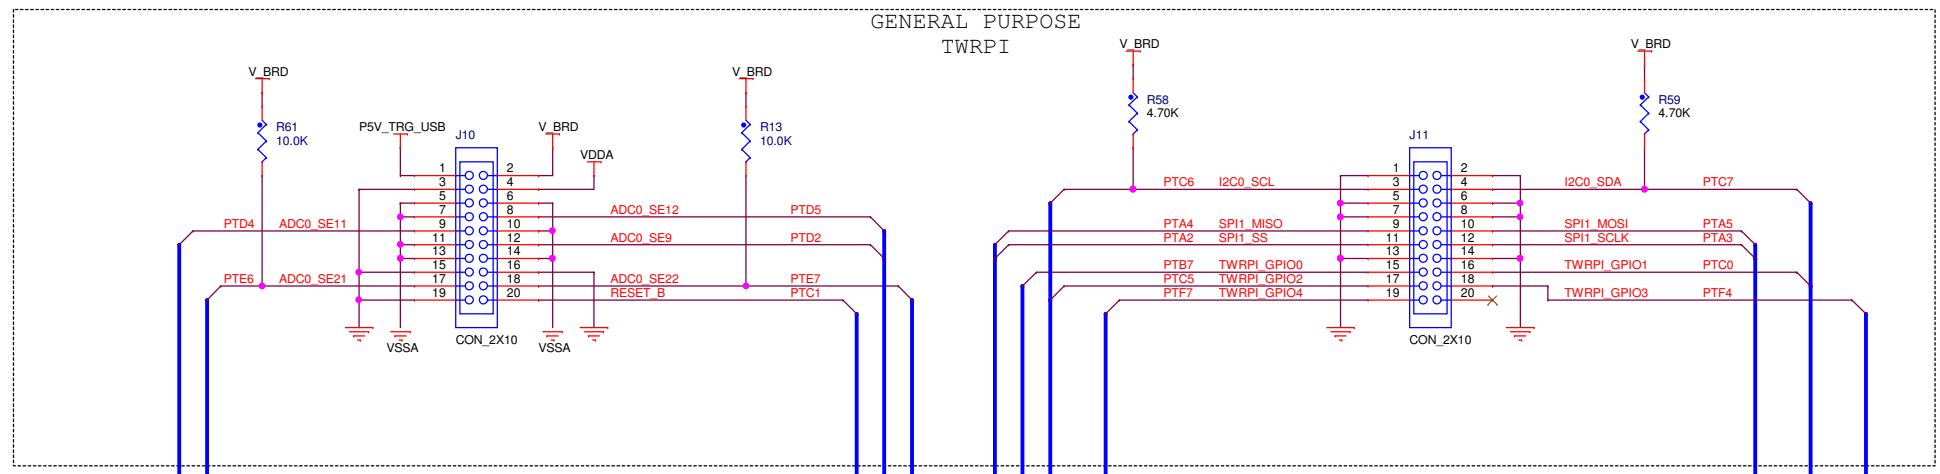 GENERAL PURPOSE
TWRPI
V_BRD
V_BRD
V_BRD
V_BRD
R61
10.0K
P5V_TRG_USB
J10
V_BRD
VDDA
R13
10.0K
R58
4.70K
J11
R59
4.70K
1 2
3 4
5 6
7 8 ADC0_SE12 PTD5
PTD4 ADC0_SE11 9 10
11 12 ADC0_SE9 PTD2
13 14
15 16
PTE6 ADC0_SE21 17 18 ADC0_SE22 PTE7
19 20 RESET_B PTC1
VSSA
CON_2X10
VSSA
1 2
PTC6 I2C0_SCL 3 4 I2C0_SDA PTC7
5 6
7 8
PTA4 SPI1_MISO 9 10 SPI1_MOSI PTA5
PTA2 SPI1_SS 11 12 SPI1_SCLK PTA3
13 14
PTB7 TWRPI_GPIO0 15 16 TWRPI_GPIO1 PTC0
PTC5 TWRPI_GPIO2 17 18
PTF7 TWRPI_GPIO4 19 20 TWRPI_GPIO3 PTF4
CON_2X10